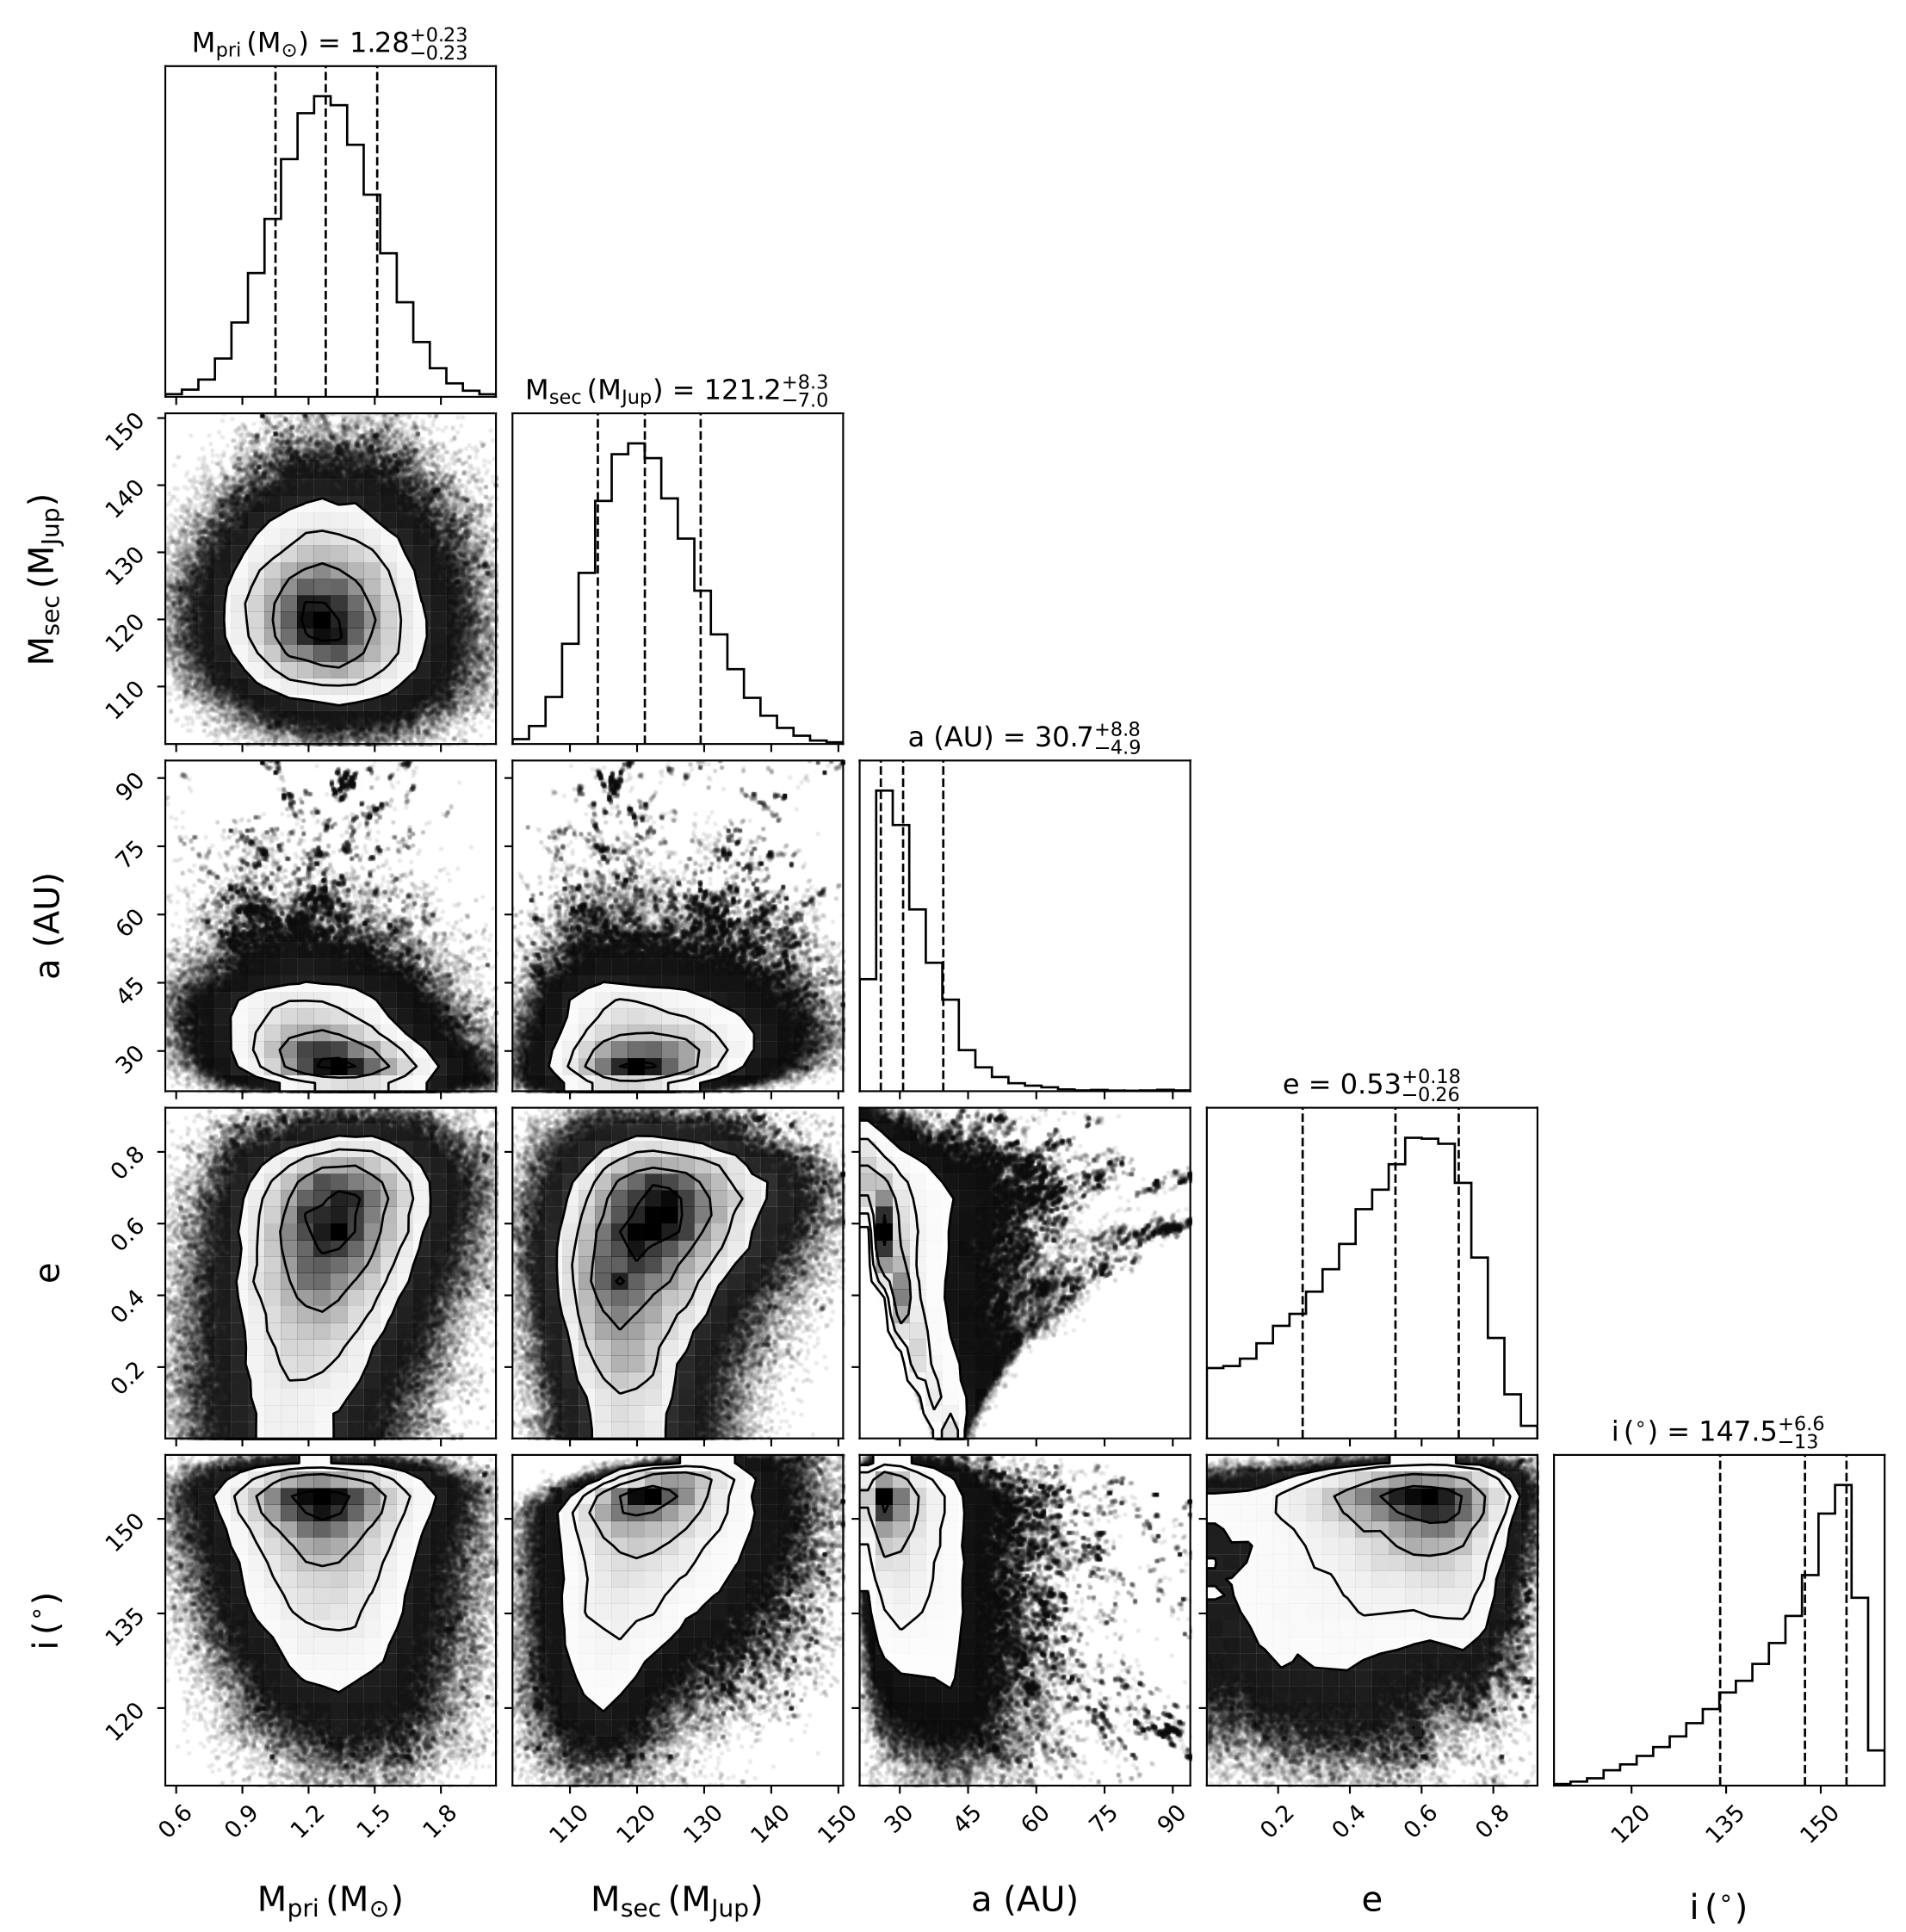 M_pri (M_⊙) = 1.28^{+0.23}_{−0.23}
M_sec (M_Jup) = 121.2^{+8.3}_{−7.0}
150
140
130
120
110
M_sec (M_Jup)
a (AU) = 30.7^{+8.8}_{−4.9}
90
75
60
45
30
a (AU)
e = 0.53^{+0.18}_{−0.26}
0.8
0.6
0.4
0.2
e
i (°) = 147.5^{+6.6}_{−13}
150
135
120
i (°)
0.6 0.9 1.2 1.5 1.8 110 120 130 140 150 30 45 60 75 90 0.2 0.4 0.6 0.8 120 135 150
M_pri (M_⊙) M_sec (M_Jup) a (AU) e i (°)